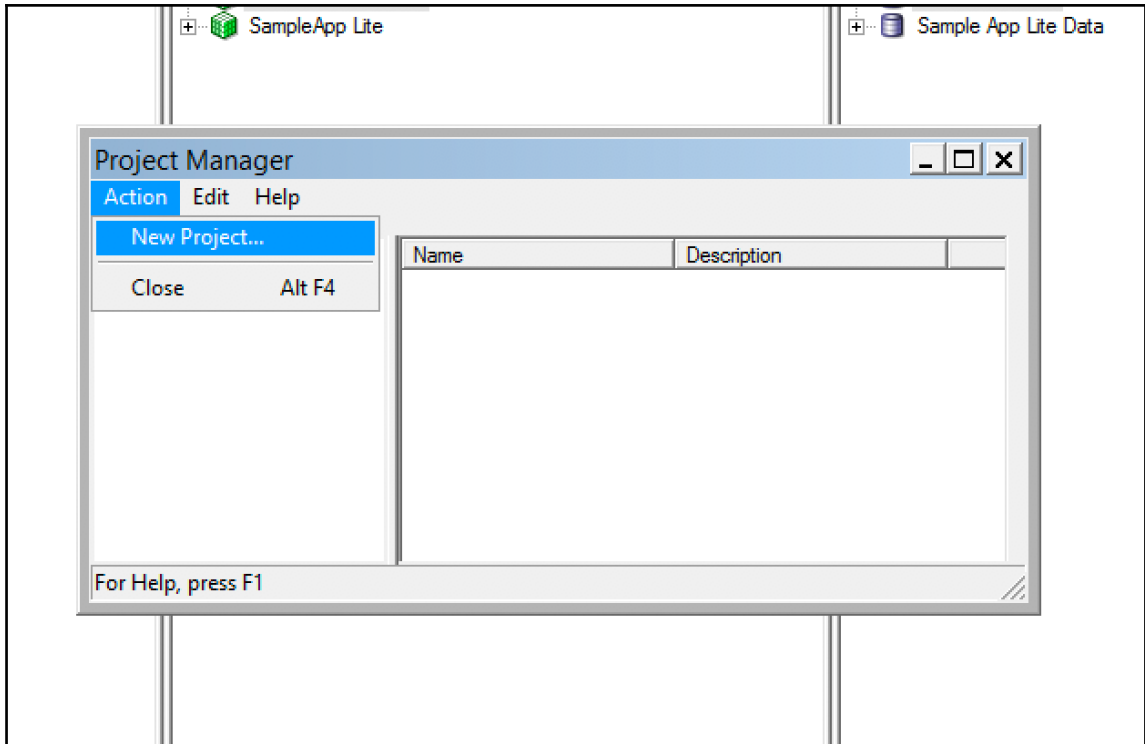 SampleApp Lite
Sample App Lite Data
Project Manager
Action Edit Help
New Project...
Name Description
Close Alt F4
For Help, press F1